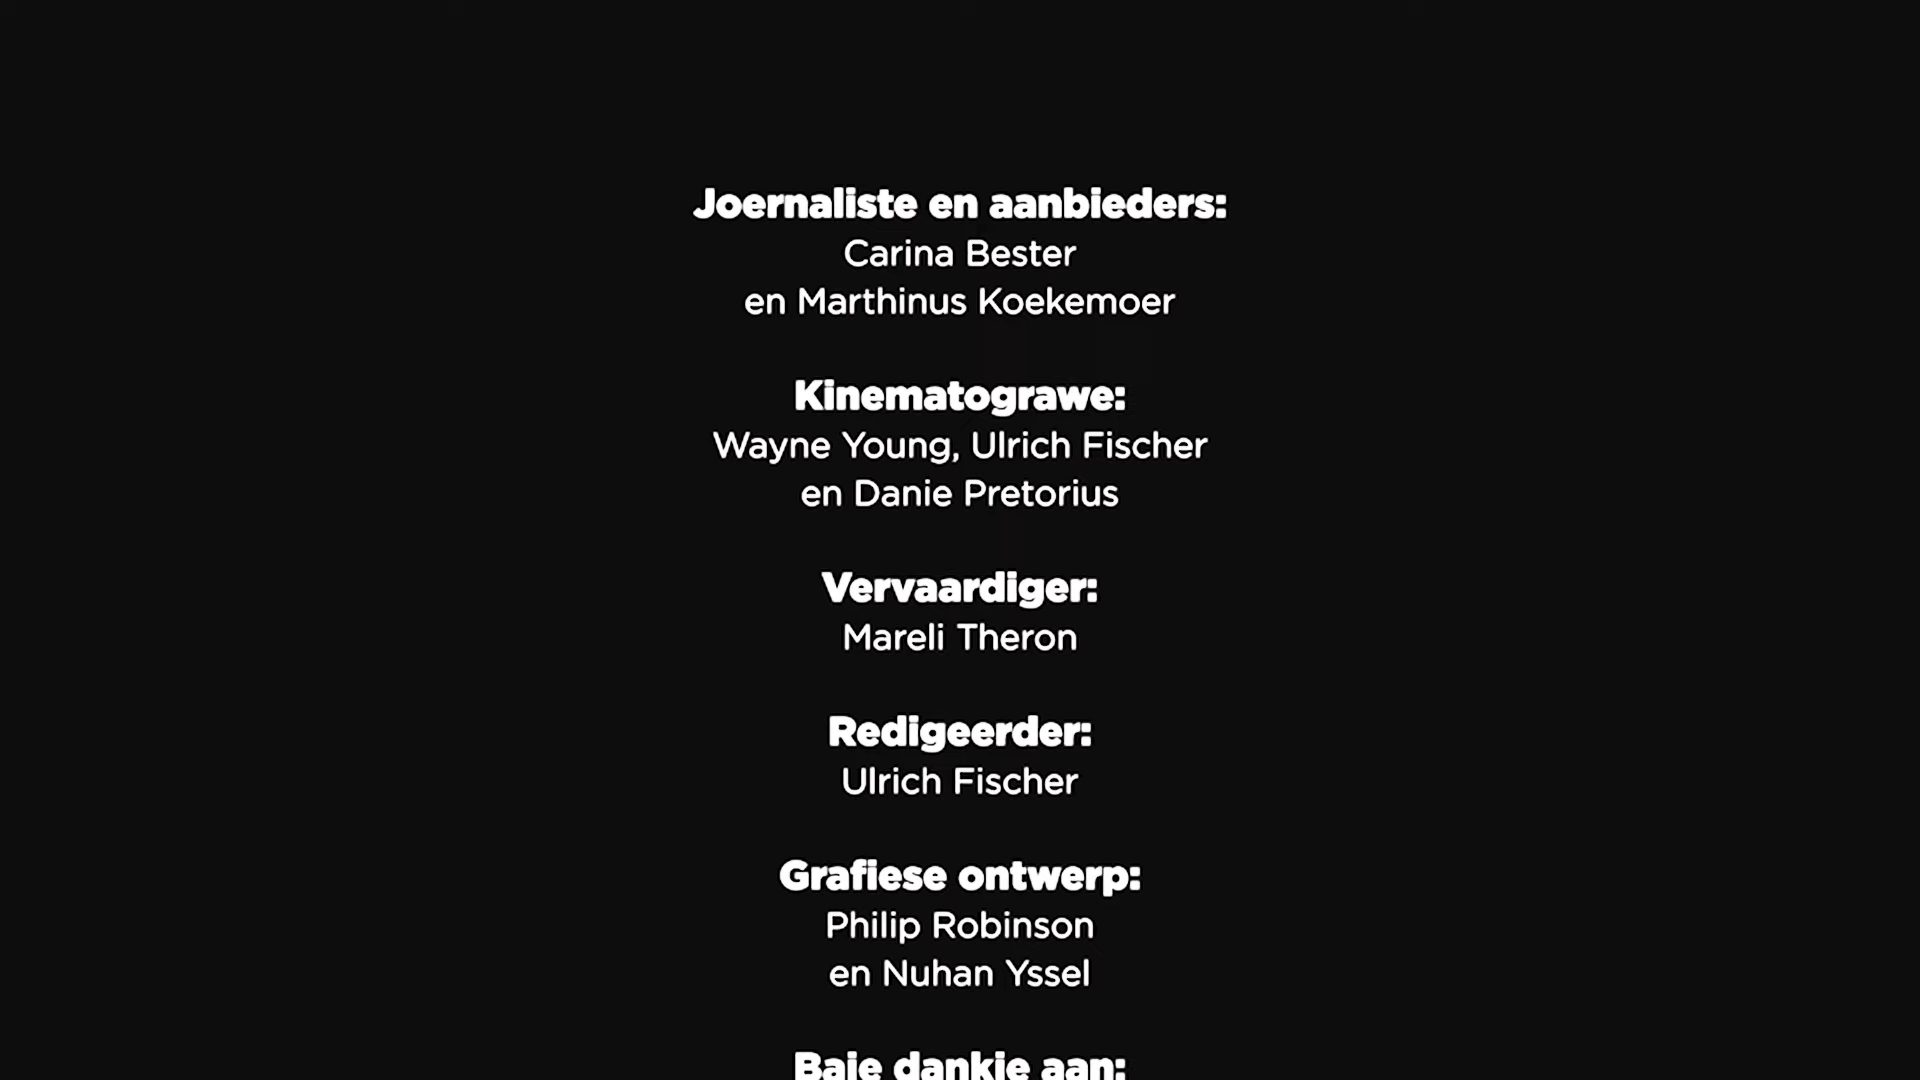 Joernaliste en aanbieders:
Carina Bester
en Marthinus Koekemoer
Kinematograwe:
Wayne Young, Ulrich Fischer
en Danie Pretorius
Vervaardiger:
Mareli Theron
Redigeerder:
Ulrich Fischer
Grafiese ontwerp:
Philip Robinson
en Nuhan Yssel
Baie dankie aan: